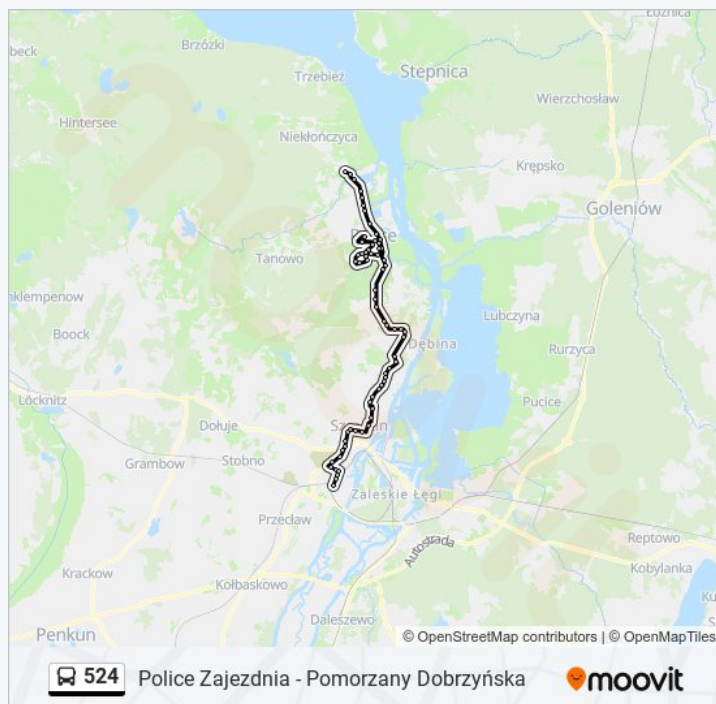 Łoźnica
Brzózki
beck
Trzebież
Stepnica
Wierzchosław
Hintersee
Niekłończyca
Krępsko
Goleniów
Tanowo
nklempenow
Lubczyna
Boock
Dębina
Rurzyca
Löcknitz
Dołuje
Pucice
Stobno
Grambow
Zaleskie Łęgi
Przecław
Reptowo
Autostrada
Kobylanka
Krackow
Kołbaskowo
Daleszewo
Penkun
© OpenStreetMap contributors | © OpenMapTiles
524 Police Zajezdnia - Pomorzany Dobrzyńska moovit